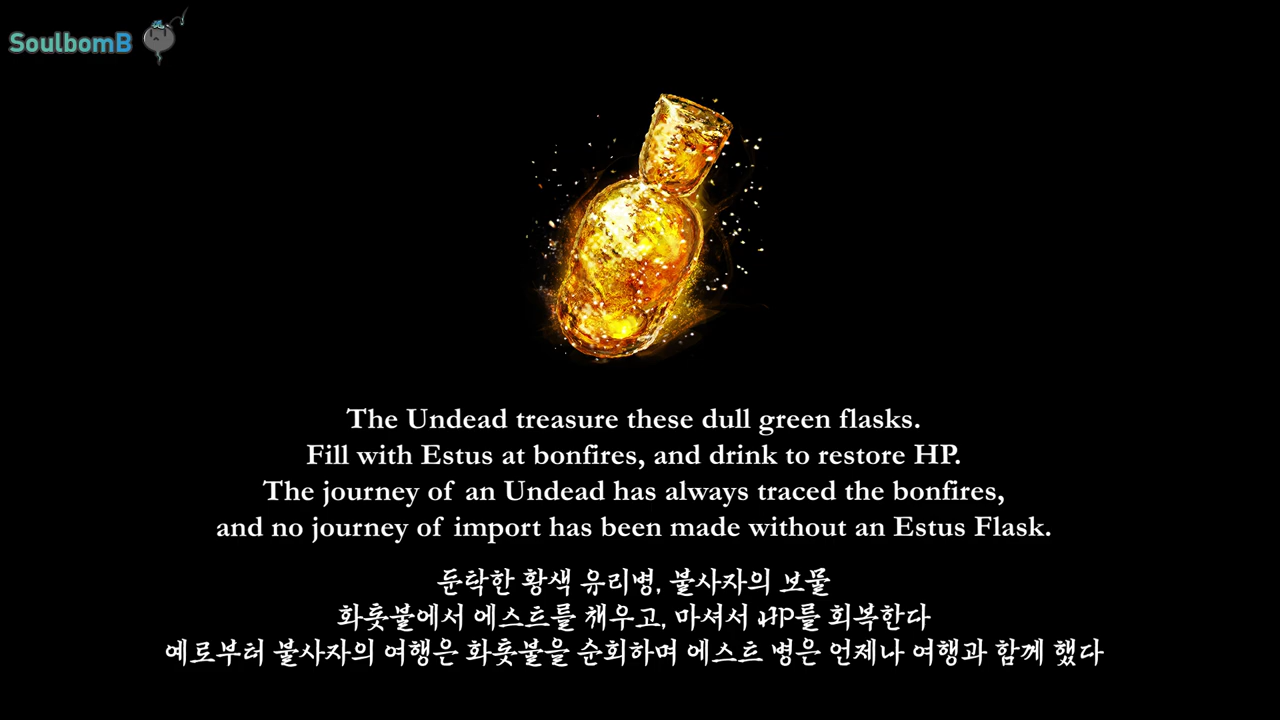 SoulbomB
The Undead treasure these dull green flasks.
Fill with Estus at bonfires, and drink to restore HP.
The journey of an Undead has always traced the bonfires,
and no journey of import has been made without an Estus Flask.
둔탁한 황색 유리병, 불사자의 보물
화톳불에서 에스트를 채우고, 마셔서 HP를 회복한다
예로부터 불사자의 여행은 화톳불을 순회하며 에스트 병은 언제나 여행과 함께 했다